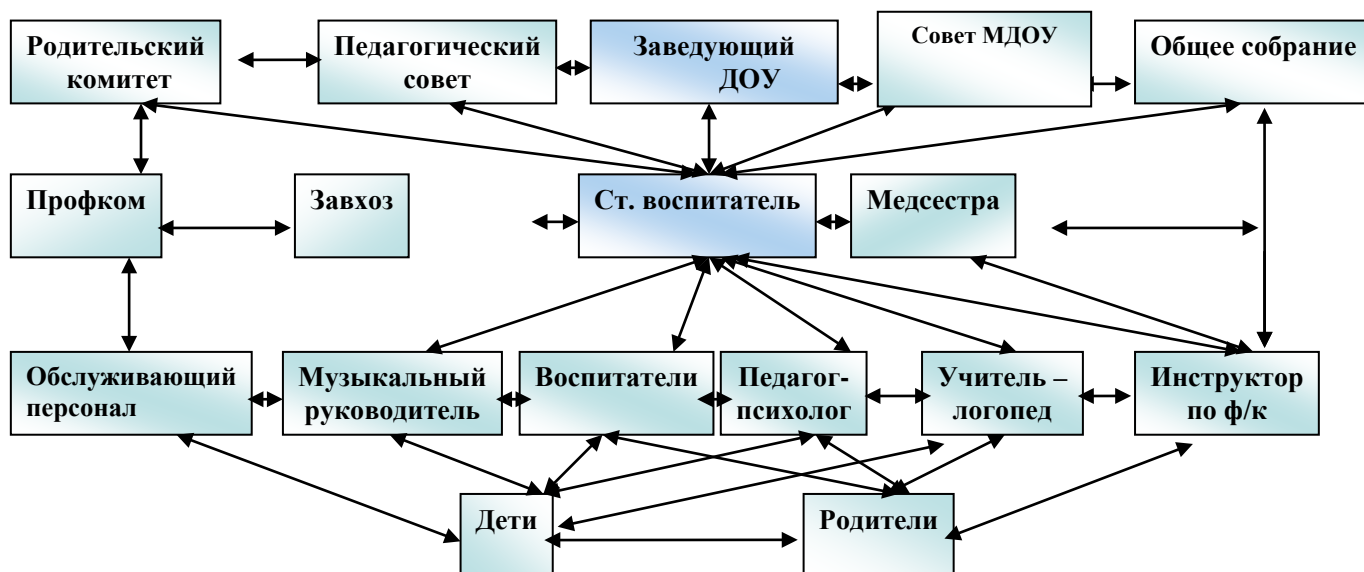 Родительский
комитет
Педагогический
совет
Заведующий
ДОУ
Совет МДОУ
Общее собрание
Профком
Завхоз
Ст. воспитатель
Медсестра
Обслуживающий
персонал
Музыкальный
руководитель
Воспитатели
Педагог-
психолог
Учитель –
логопед
Инструктор
по ф/к
Дети
Родители